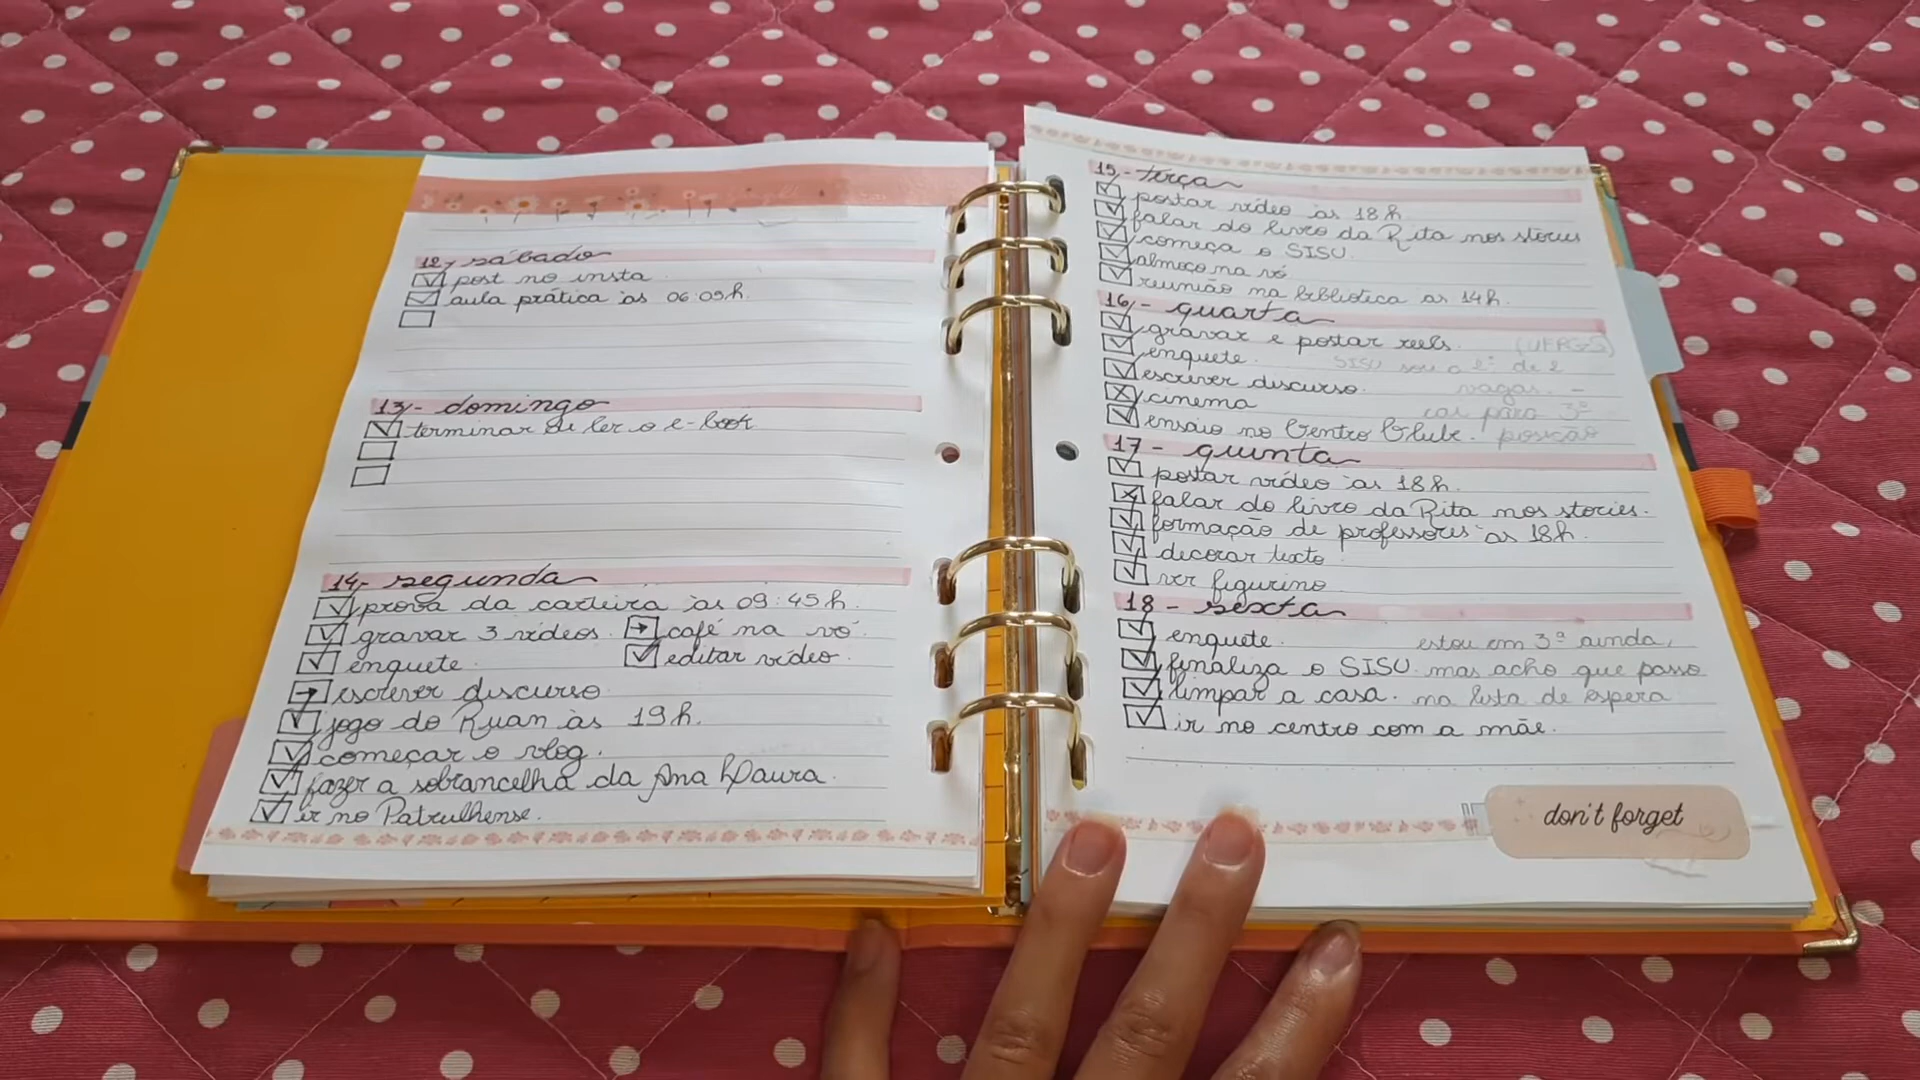 12 - sábado
post no insta
aula prática às 06:05h.
13 - domingo
terminar de ler o e-book
14 - segunda
prova da carteira às 09:45h.
gravar 3 vídeos. café na vó.
enquete. editar vídeo.
escrever discurso
jogo do Ruan às 19h.
começar o vlog.
fazer a sobrancelha da Ana Laura.
ir no Patrulhense.
15 - terça
postar vídeo às 18h
falar do livro da Rita nos stories
começa o SISU.
almoço na vó
reunião na biblioteca as 14h.
16 - quarta
gravar e postar reels. (UFRGS)
enquete. SISU sou a 2ª de 2
escrever discurso. vagas. -
cinema caí para 3ª
ensaio no Centro Clube. posição
17 - quinta
postar vídeo às 18h.
falar do livro da Rita nos stories.
formação de professores às 18h.
decorar texto
ver figurino
18 - sexta
enquete. estou em 3ª ainda,
finaliza o SISU. mas acho que passo
limpar a casa. na lista de espera
ir no centro com a mãe.
don't forget